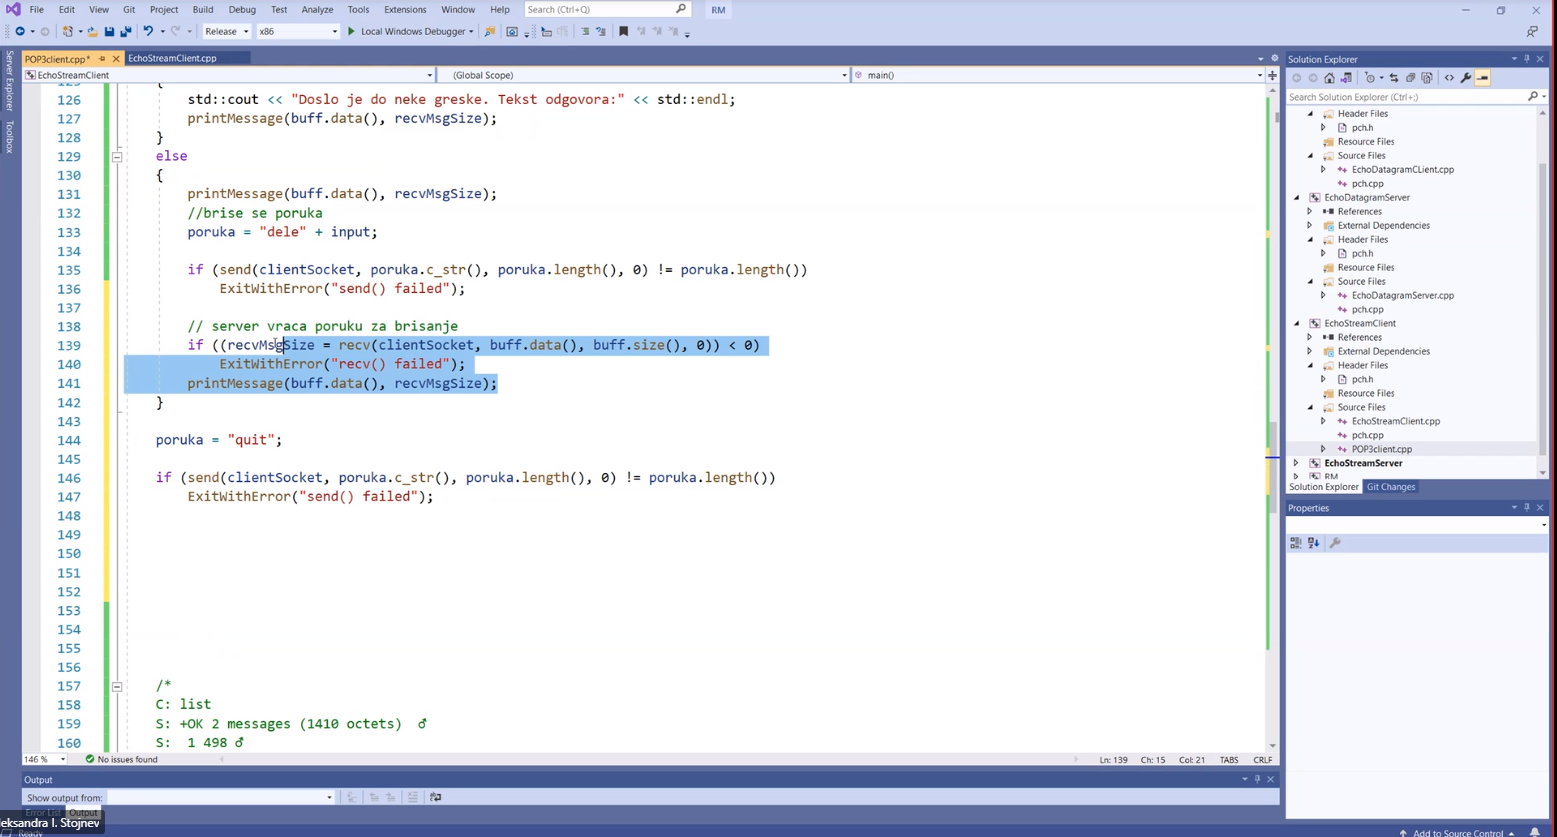 File Edit View Git Project Build Debug Test Analyze Tools Extensions Window Help Search (Ctrl+Q) RM
Release x86 Local Windows Debugger
POP3client.cpp* EchoStreamClient.cpp
EchoStreamClient (Global Scope) main()
Server Explorer
Toolbox
125 {
126 std::cout << "Doslo je do neke greske. Tekst odgovora:" << std::endl;
127 printMessage(buff.data(), recvMsgSize);
128 }
129 else
130 {
131 printMessage(buff.data(), recvMsgSize);
132 //brise se poruka
133 poruka = "dele" + input;
134
135 if (send(clientSocket, poruka.c_str(), poruka.length(), 0) != poruka.length())
136 ExitWithError("send() failed");
137
138 // server vraca poruku za brisanje
139 if ((recvMsgSize = recv(clientSocket, buff.data(), buff.size(), 0)) < 0)
140 ExitWithError("recv() failed");
141 printMessage(buff.data(), recvMsgSize);
142 }
143
144 poruka = "quit";
145
146 if (send(clientSocket, poruka.c_str(), poruka.length(), 0) != poruka.length())
147 ExitWithError("send() failed");
148
149
150
151
152
153
154
155
156
157 /*
158 C: list
159 S: +OK 2 messages (1410 octets) ♂
160 S: 1 498 ♂
146 % No issues found Ln: 139 Ch: 15 Col: 21 TABS CRLF
Output
Show output from:
Error List Output
eksandra I. Stojnev
Ready
Add to Source Control
Solution Explorer
Search Solution Explorer (Ctrl+;)
Header Files
pch.h
Resource Files
Source Files
EchoDatagramCLient.cpp
pch.cpp
EchoDatagramServer
References
External Dependencies
Header Files
pch.h
Resource Files
Source Files
EchoDatagramServer.cpp
pch.cpp
EchoStreamClient
References
External Dependencies
Header Files
pch.h
Resource Files
Source Files
EchoStreamClient.cpp
pch.cpp
POP3client.cpp
EchoStreamServer
RM
Solution Explorer Git Changes
Properties